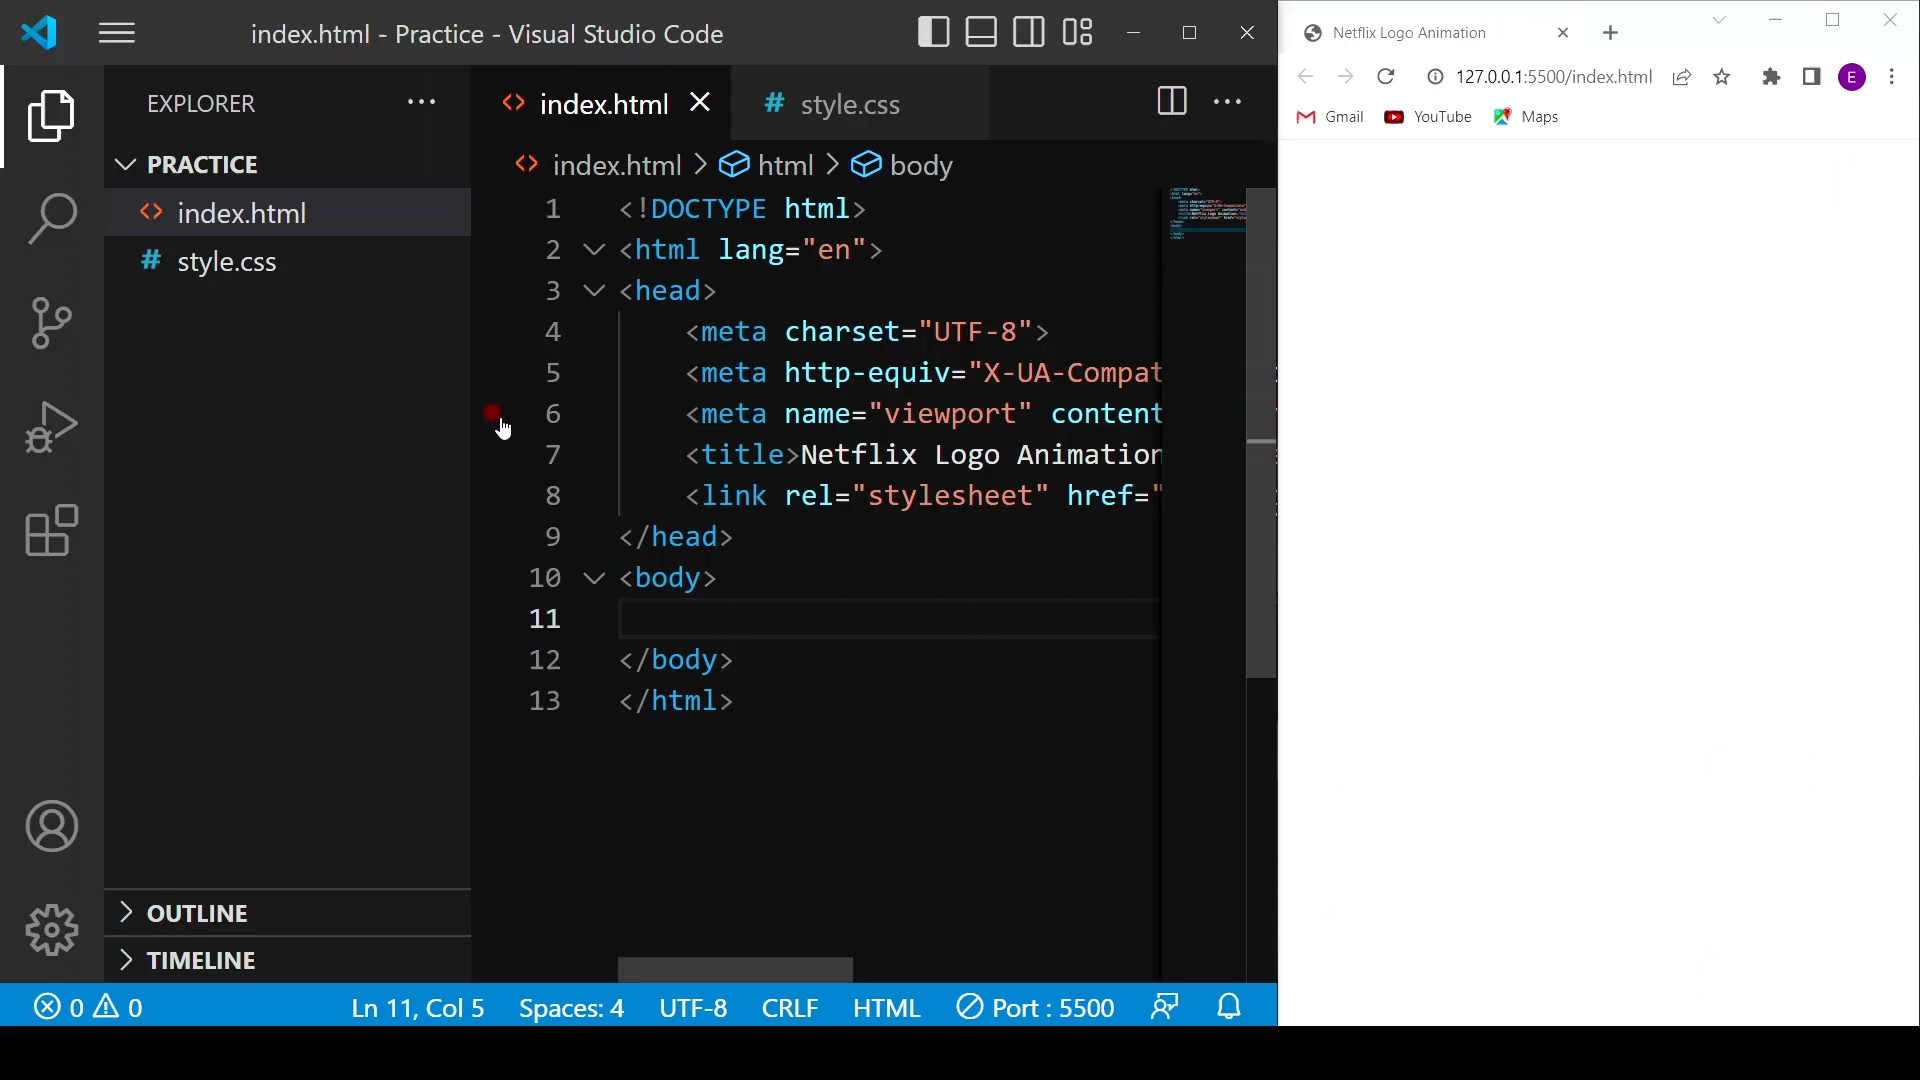 index.html - Practice - Visual Studio Code
EXPLORER
PRACTICE
index.html
style.css
OUTLINE
TIMELINE
index.html
style.css
index.html > html > body
1 <!DOCTYPE html>
2 <html lang="en">
3 <head>
4 <meta charset="UTF-8">
5 <meta http-equiv="X-UA-Compat
6 <meta name="viewport" content
7 <title>Netflix Logo Animation
8 <link rel="stylesheet" href="
9 </head>
10 <body>
11
12 </body>
13 </html>
0 0 Ln 11, Col 5 Spaces: 4 UTF-8 CRLF HTML Port : 5500
Netflix Logo Animation
127.0.0.1:5500/index.html E
Gmail YouTube Maps